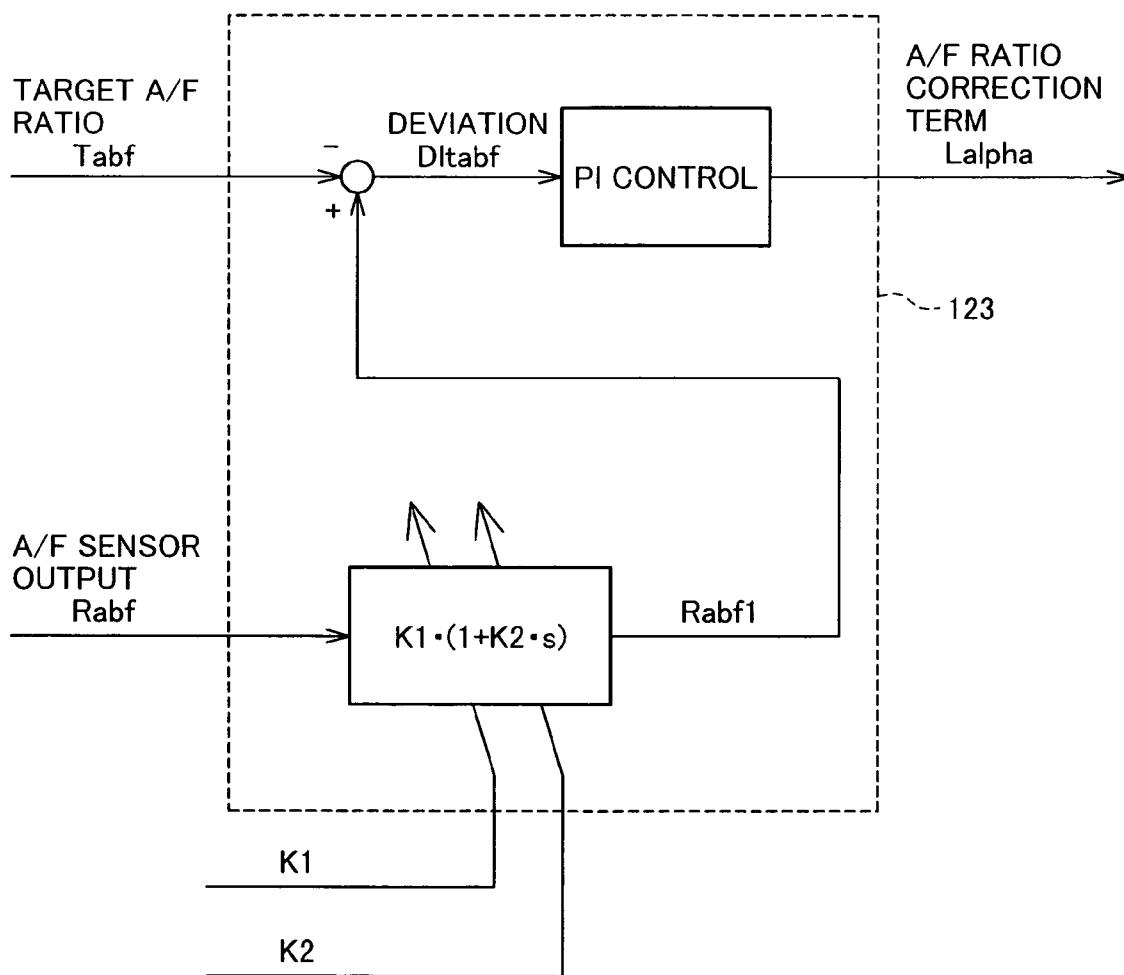 TARGET A/F
RATIO
Tabf
−
+
DEVIATION
Dltabf
PI CONTROL
A/F RATIO
CORRECTION
TERM
Lalpha
123
A/F SENSOR
OUTPUT
Rabf
K1·(1+K2·s)
Rabf1
K1
K2